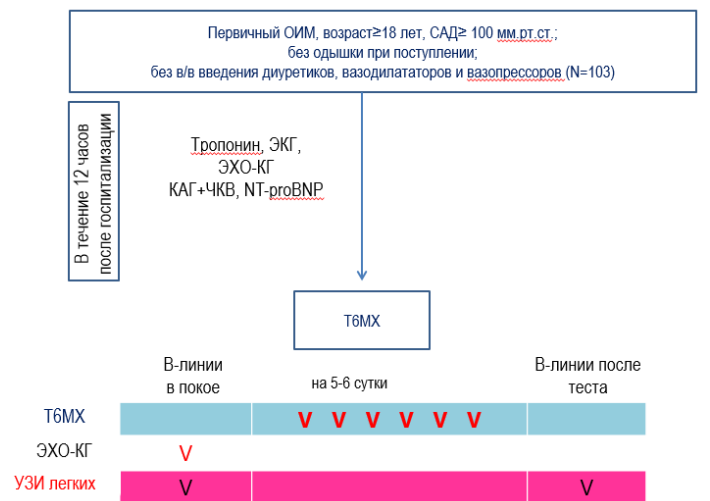 Первичный ОИМ, возраст≥18 лет, САД≥ 100 мм.рт.ст.;
без одышки при поступлении;
без в/в введения диуретиков, вазодилататоров и вазопрессоров (N=103)
В течение 12 часов
после госпитализации
Тропонин, ЭКГ,
ЭХО-КГ
КАГ+ЧКВ, NT-proBNP
Т6МХ
В-линии
в покое
на 5-6 сутки
В-линии после
теста
Т6МХ
V V V V V V
ЭХО-КГ
V
УЗИ легких
V
V